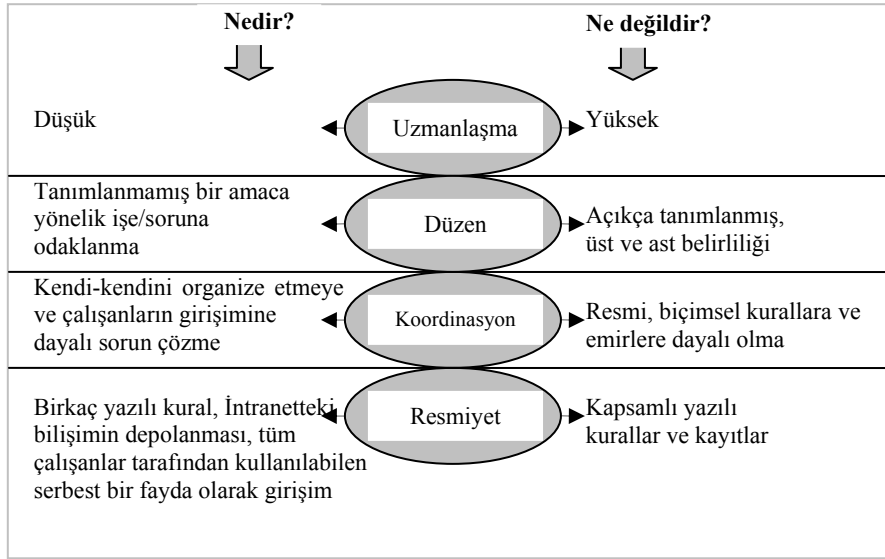 Nedir?
Ne değildir?
Düşük
Uzmanlaşma
Yüksek
Tanımlanmamış bir amaca
yönelik işe/soruna
odaklanma
Düzen
Açıkça tanımlanmış,
üst ve ast belirliliği
Kendi-kendini organize etmeye
ve çalışanların girişimine
dayalı sorun çözme
Koordinasyon
Resmi, biçimsel kurallara ve
emirlere dayalı olma
Birkaç yazılı kural, İntranetteki
bilişimin depolanması, tüm
çalışanlar tarafından kullanılabilen
serbest bir fayda olarak girişim
Resmiyet
Kapsamlı yazılı
kurallar ve kayıtlar